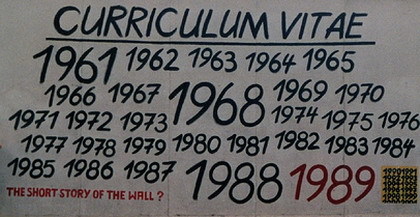 CURRICULUM VITAE
1961 1962 1963 1964 1965
1966 1967 1968 1969 1970
1971 1972 1973 1974 1975 1976
1977 1978 1979 1980 1981 1982 1983 1984
1985 1986 1987 1988 1989
THE SHORT STORY OF THE WALL?